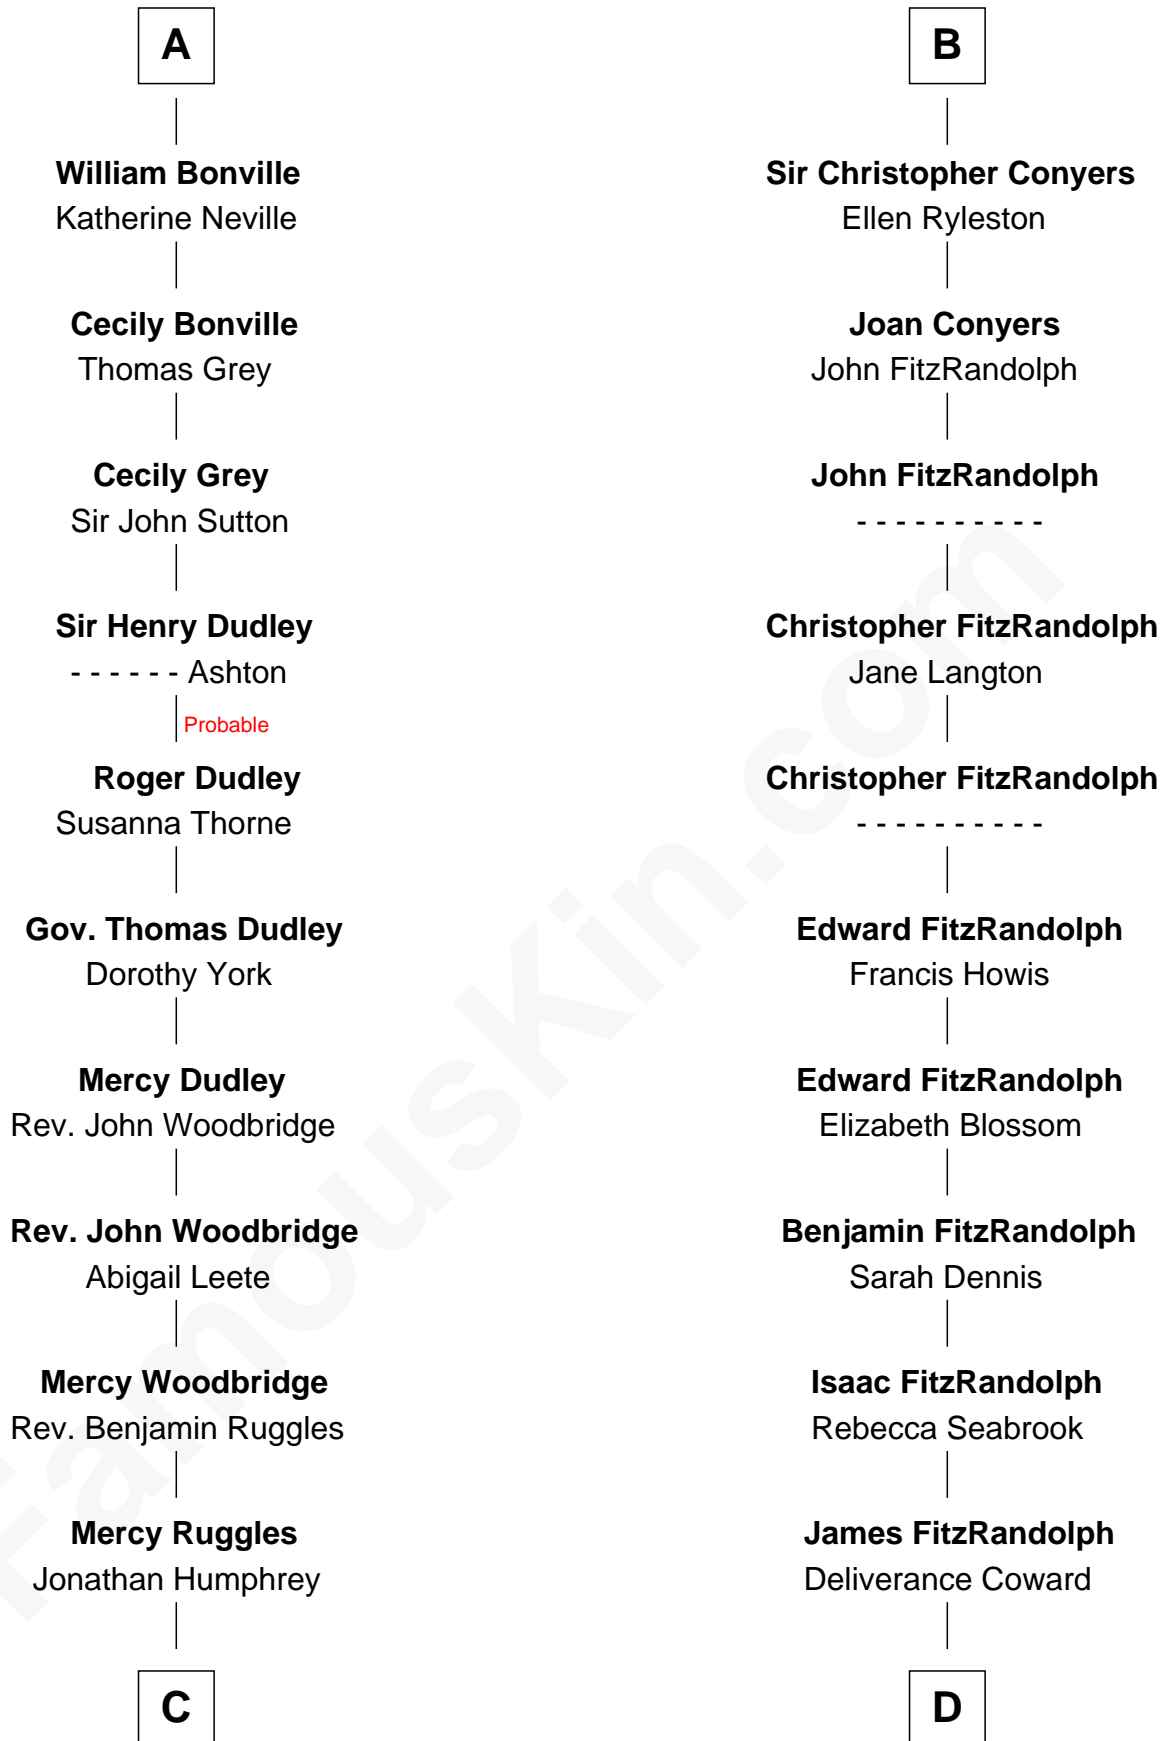 A
William Bonville
Katherine Neville
Cecily Bonville
Thomas Grey
Cecily Grey
Sir John Sutton
Sir Henry Dudley
- - - - - - Ashton
Probable
Roger Dudley
Susanna Thorne
Gov. Thomas Dudley
Dorothy York
Mercy Dudley
Rev. John Woodbridge
Rev. John Woodbridge
Abigail Leete
Mercy Woodbridge
Rev. Benjamin Ruggles
Mercy Ruggles
Jonathan Humphrey
C
B
Sir Christopher Conyers
Ellen Ryleston
Joan Conyers
John FitzRandolph
John FitzRandolph
- - - - - - - - - -
Christopher FitzRandolph
Jane Langton
Christopher FitzRandolph
- - - - - - - - - -
Edward FitzRandolph
Francis Howis
Edward FitzRandolph
Elizabeth Blossom
Benjamin FitzRandolph
Sarah Dennis
Isaac FitzRandolph
Rebecca Seabrook
James FitzRandolph
Deliverance Coward
D
FamousKin.com